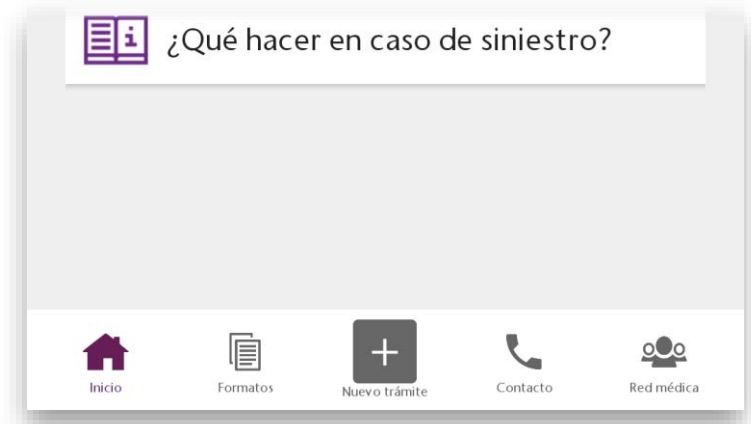 ¿Qué hacer en caso de siniestro?
Inicio
Formatos
Nuevo trámite
Contacto
Red médica